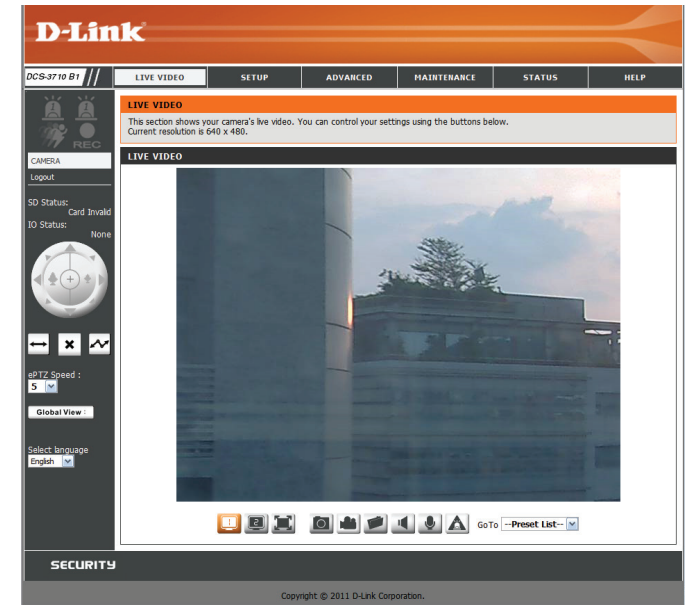 D-Link
DCS-3710 B1
LIVE VIDEO
SETUP
ADVANCED
MAINTENANCE
STATUS
HELP
REC
CAMERA
Logout
SD Status:
Card Invalid
IO Status:
None
ePTZ Speed :
5
Global View :
Select language
English
LIVE VIDEO
This section shows your camera's live video. You can control your settings using the buttons below.
Current resolution is 640 x 480.
LIVE VIDEO
1
2
GoTo --Preset List--
SECURITY
Copyright © 2011 D-Link Corporation.